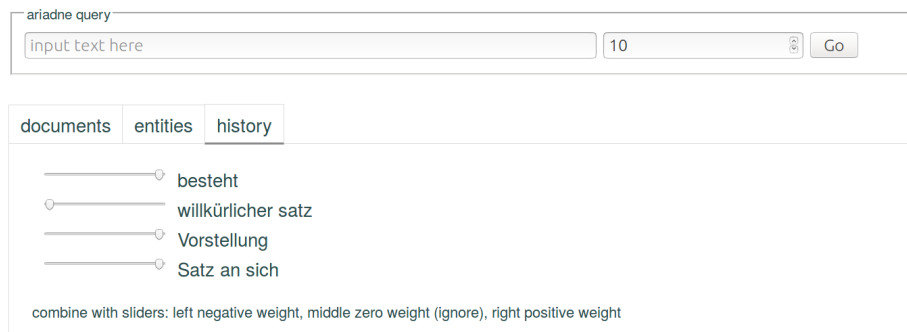 ariadne query
input text here 10 Go
documents entities history
besteht
willkürlicher satz
Vorstellung
Satz an sich
combine with sliders: left negative weight, middle zero weight (ignore), right positive weight